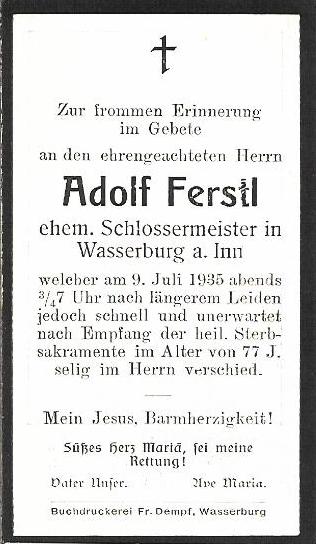 Zur frommen Erinnerung
im Gebete
an den ehrengeachteten Herrn
Adolf Ferstl
ehem. Schlossermeister in
Wasserburg a. Inn
welcher am 9. Juli 1935 abends
3/47 Uhr nach längerem Leiden
jedoch schnell und unerwartet
nach Empfang der heil. Sterb-
sakramente im Alter von 77 J.
selig im Herrn verschied.
Mein Jesus, Barmherzigkeit!
Süßes Herz Mariä, sei meine
Rettung!
Vater Unser. Ave Maria.
Buchdruckerei Fr. Dempf, Wasserburg